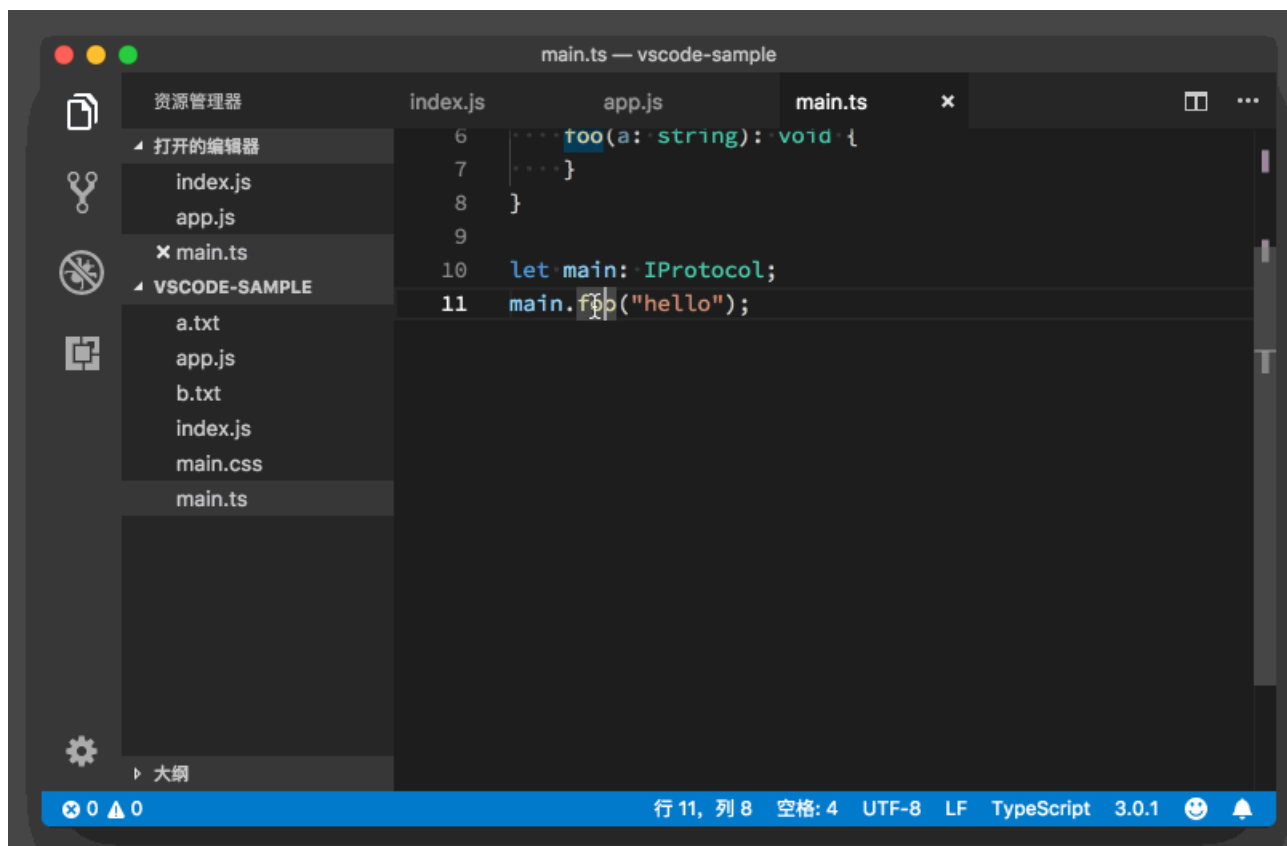 main.ts — vscode-sample
资源管理器
index.js
app.js
main.ts
打开的编辑器
index.js
app.js
main.ts
VSCODE-SAMPLE
a.txt
app.js
b.txt
index.js
main.css
main.ts
大纲
6 foo(a: string): void {
7 }
8 }
9
10 let main: IProtocol;
11 main.foo("hello");
0 0 行 11，列 8 空格: 4 UTF-8 LF TypeScript 3.0.1